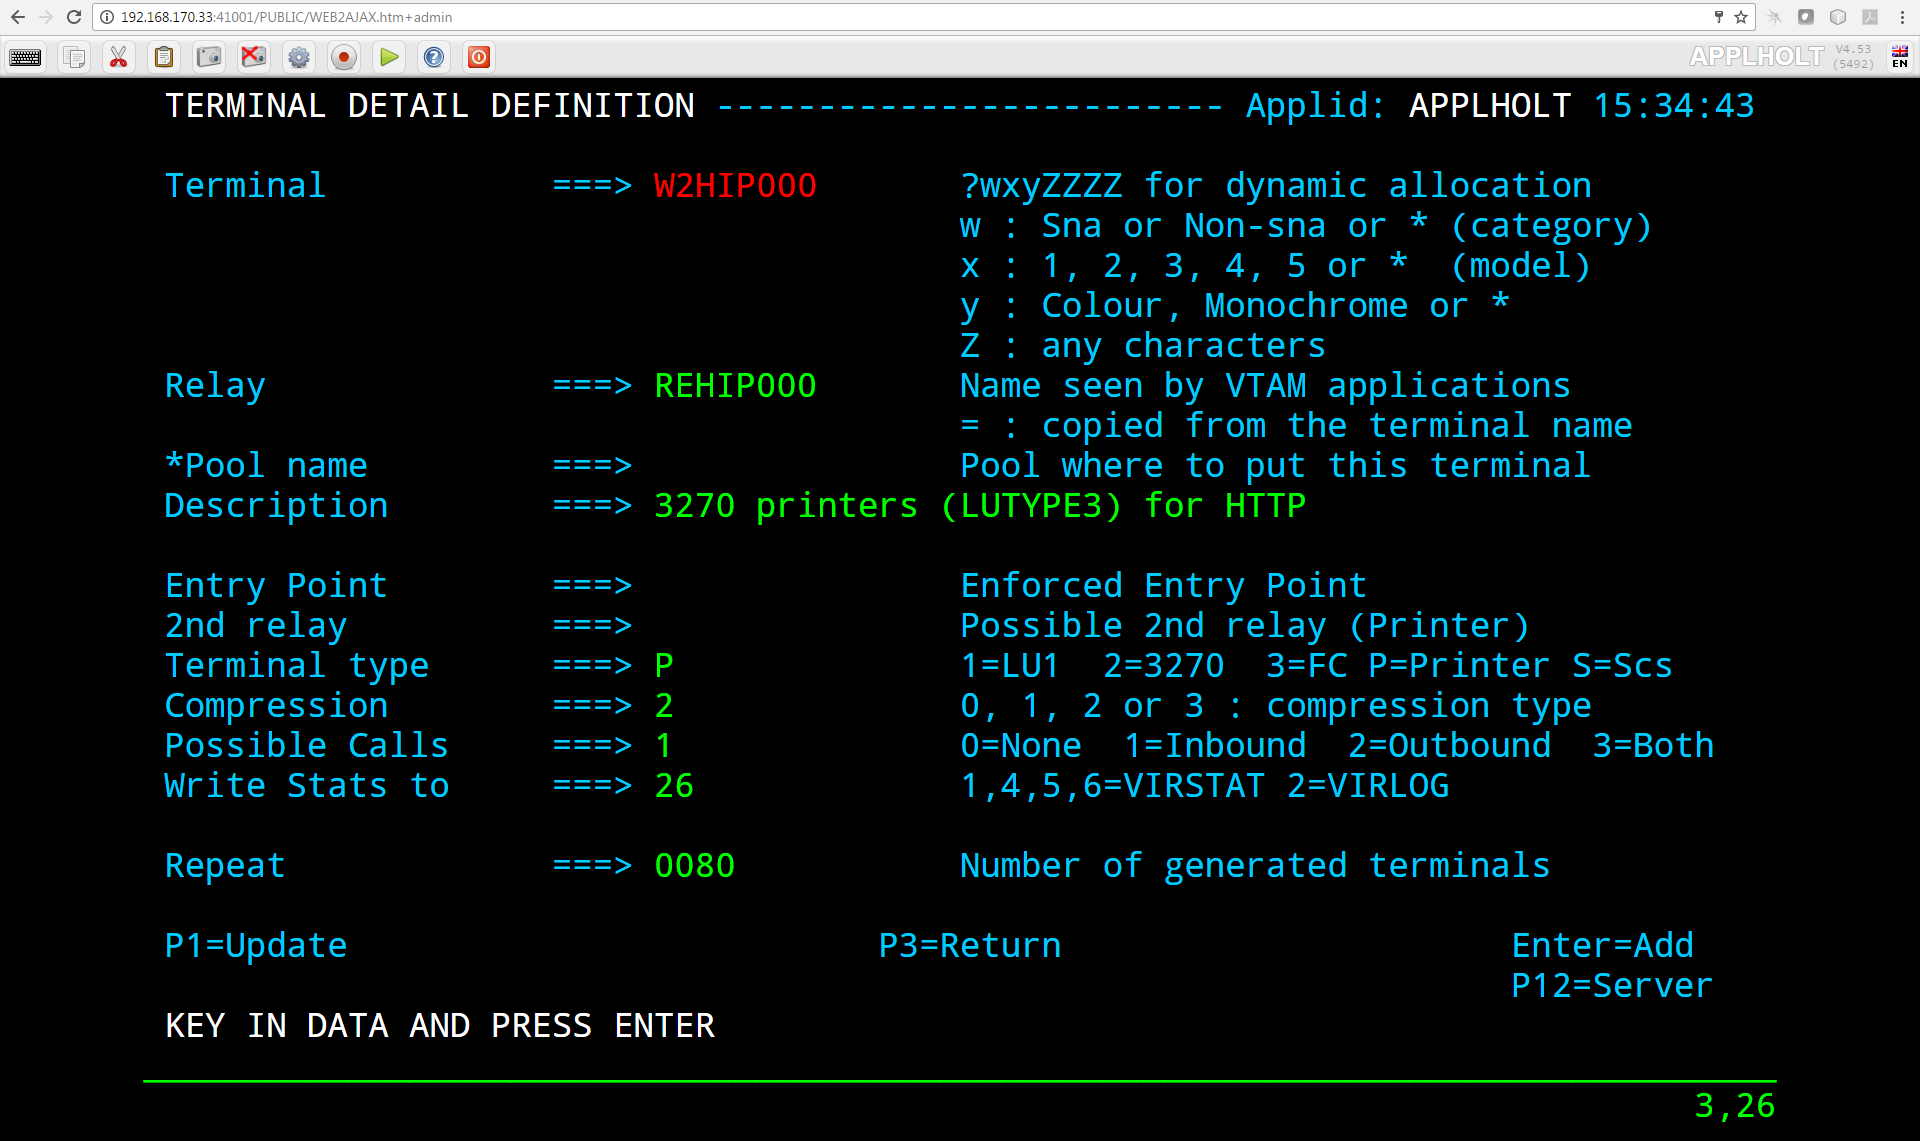 192.168.170.33:41001/PUBLIC/WEB2AJAX.htm+admin
APPLHOLT V4.53 (5492) EN
TERMINAL DETAIL DEFINITION ------------------------- Applid: APPLHOLT 15:34:43
Terminal ===> W2HIP000 ?wxyZZZZ for dynamic allocation
w : Sna or Non-sna or * (category)
x : 1, 2, 3, 4, 5 or * (model)
y : Colour, Monochrome or *
Z : any characters
Relay ===> REHIP000 Name seen by VTAM applications
= : copied from the terminal name
*Pool name ===> Pool where to put this terminal
Description ===> 3270 printers (LUTYPE3) for HTTP
Entry Point ===> Enforced Entry Point
2nd relay ===> Possible 2nd relay (Printer)
Terminal type ===> P 1=LU1 2=3270 3=FC P=Printer S=Scs
Compression ===> 2 0, 1, 2 or 3 : compression type
Possible Calls ===> 1 0=None 1=Inbound 2=Outbound 3=Both
Write Stats to ===> 26 1,4,5,6=VIRSTAT 2=VIRLOG
Repeat ===> 0080 Number of generated terminals
P1=Update P3=Return Enter=Add
P12=Server
KEY IN DATA AND PRESS ENTER
3,26